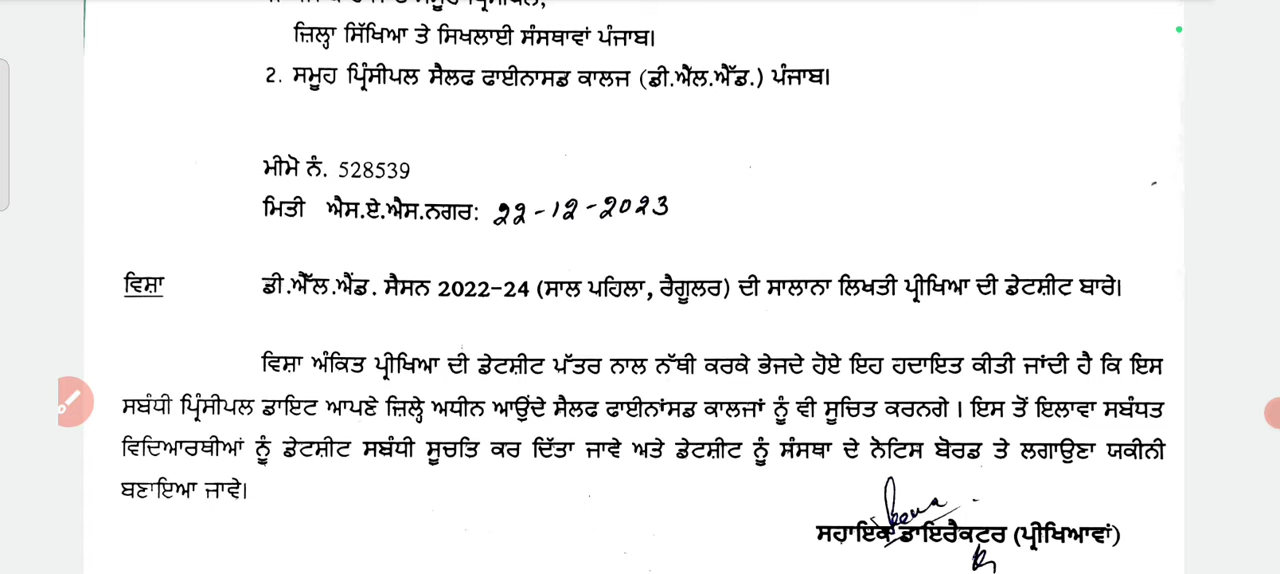 ਜ਼ਿਲ੍ਹਾ ਸਿੱਖਿਆ ਤੇ ਸਿਖਲਾਈ ਸੰਸਥਾਵਾਂ ਪੰਜਾਬ।
2. ਸਮੂਹ ਪ੍ਰਿੰਸੀਪਲ ਸੈਲਫ ਫਾਈਨਾਸਡ ਕਾਲਜ (ਡੀ.ਐੱਲ.ਐੱਡ.) ਪੰਜਾਬ।
ਮੀਮੋ ਨੰ. 528539
ਮਿਤੀ ਐਸ.ਏ.ਐਸ.ਨਗਰ: 22-12-2023
ਵਿਸ਼ਾ ਡੀ.ਐੱਲ.ਐਂਡ. ਸੈਸਨ 2022-24 (ਸਾਲ ਪਹਿਲਾ, ਰੈਗੂਲਰ) ਦੀ ਸਾਲਾਨਾ ਲਿਖਤੀ ਪ੍ਰੀਖਿਆ ਦੀ ਡੇਟਸ਼ੀਟ ਬਾਰੇ।
ਵਿਸ਼ਾ ਅੰਕਿਤ ਪ੍ਰੀਖਿਆ ਦੀ ਡੇਟਸ਼ੀਟ ਪੱਤਰ ਨਾਲ ਨੱਥੀ ਕਰਕੇ ਭੇਜਦੇ ਹੋਏ ਇਹ ਹਦਾਇਤ ਕੀਤੀ ਜਾਂਦੀ ਹੈ ਕਿ ਇਸ
ਸਬੰਧੀ ਪ੍ਰਿੰਸੀਪਲ ਡਾਇਟ ਆਪਣੇ ਜ਼ਿਲ੍ਹੇ ਅਧੀਨ ਆਉਂਦੇ ਸੈਲਫ ਫਾਈਨਾਂਸਡ ਕਾਲਜਾਂ ਨੂੰ ਵੀ ਸੂਚਿਤ ਕਰਨਗੇ । ਇਸ ਤੋਂ ਇਲਾਵਾ ਸਬੰਧਤ
ਵਿਦਿਆਰਥੀਆਂ ਨੂੰ ਡੇਟਸ਼ੀਟ ਸਬੰਧੀ ਸੂਚਤਿ ਕਰ ਦਿੱਤਾ ਜਾਵੇ ਅਤੇ ਡੇਟਸ਼ੀਟ ਨੂੰ ਸੰਸਥਾ ਦੇ ਨੋਟਿਸ ਬੋਰਡ ਤੇ ਲਗਾਉਣਾ ਯਕੀਨੀ
ਬਣਾਇਆ ਜਾਵੇ।
ਸਹਾਇਕ ਡਾਇਰੈਕਟਰ (ਪ੍ਰੀਖਿਆਵਾਂ)